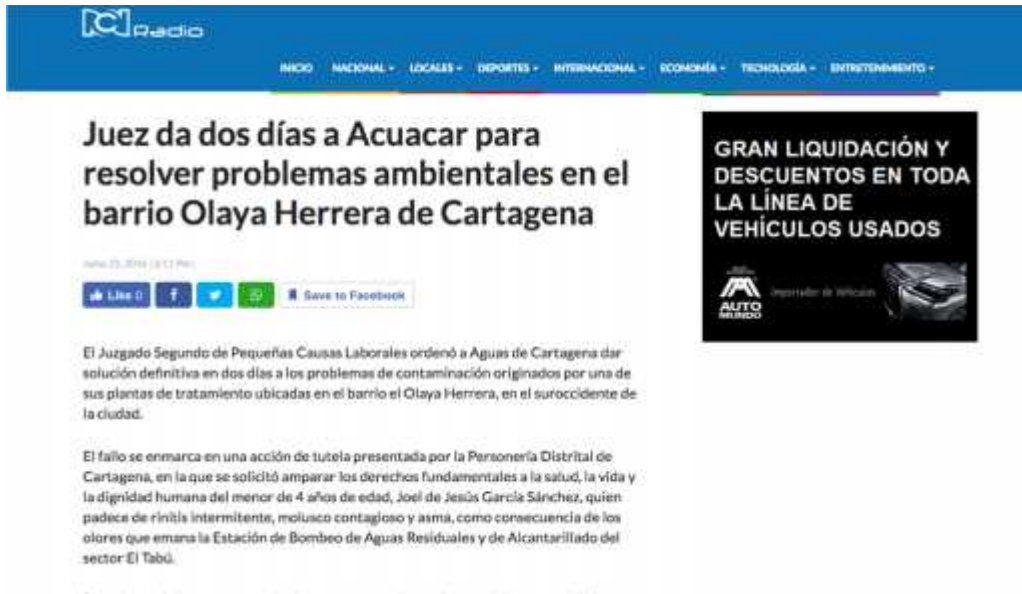 RCN Radio
INICIO NACIONAL LOCALES DEPORTES INTERNACIONAL ECONOMÍA TECNOLOGÍA ENTRETENIMIENTO
Juez da dos días a Acuacar para
resolver problemas ambientales en el
barrio Olaya Herrera de Cartagena
Like 0 Save to Facebook
El Juzgado Segundo de Pequeñas Causas Laborales ordenó a Aguas de Cartagena dar
solución definitiva en dos días a los problemas de contaminación originados por una de
sus plantas de tratamiento ubicadas en el barrio el Olaya Herrera, en el suroccidente de
la ciudad.
El fallo se enmarca en una acción de tutela presentada por la Personería Distrital de
Cartagena, en la que se solicitó amparar los derechos fundamentales a la salud, la vida y
la dignidad humana del menor de 4 años de edad, Joel de Jesús García Sánchez, quien
padece de rinitis intermitente, molusco contagioso y asma, como consecuencia de los
olores que emana la Estación de Bombeo de Aguas Residuales y de Alcantarillado del
sector El Tabú.
GRAN LIQUIDACIÓN Y
DESCUENTOS EN TODA
LA LÍNEA DE
VEHÍCULOS USADOS
AUTO
MUNDO